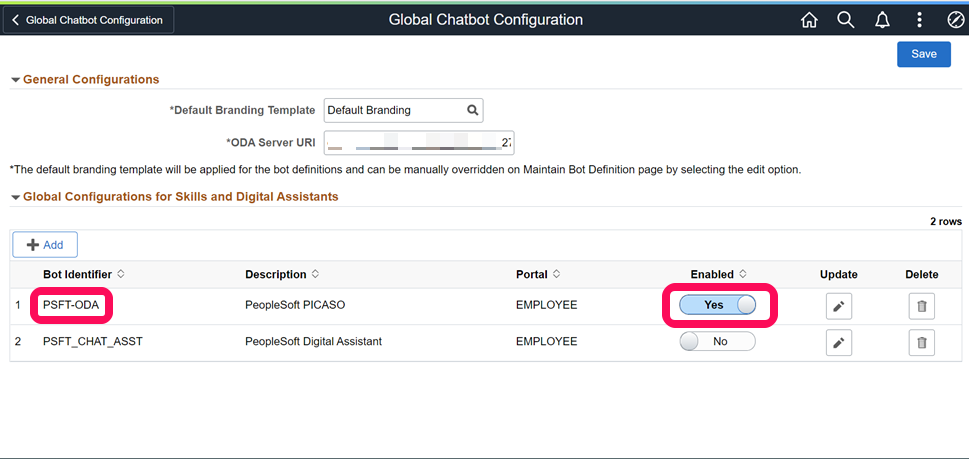 Global Chatbot Configuration
Global Chatbot Configuration
Save
General Configurations
*Default Branding Template Default Branding
*ODA Server URI 27
*The default branding template will be applied for the bot definitions and can be manually overridden on Maintain Bot Definition page by selecting the edit option.
Global Configurations for Skills and Digital Assistants
2 rows
Add
Bot Identifier Description Portal Enabled Update Delete
1 PSFT-ODA PeopleSoft PICASO EMPLOYEE Yes
2 PSFT_CHAT_ASST PeopleSoft Digital Assistant EMPLOYEE No